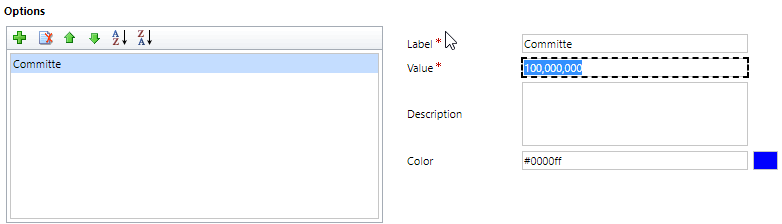 Options
A Z Z A
Committe
Label * Committe
Value * 100,000,000
Description
Color #0000ff